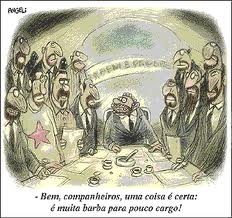 ANGELI
- Bem, companheiros, uma coisa é certa:
é muita barba para pouco cargo!